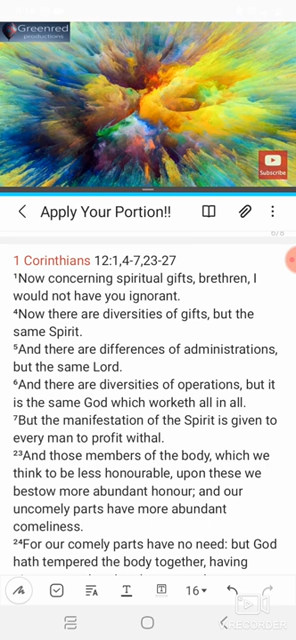 Greenred
productions
Subscribe
Apply Your Portion!!
6/6
1 Corinthians 12:1,4-7,23-27
¹Now concerning spiritual gifts, brethren, I
would not have you ignorant.
⁴Now there are diversities of gifts, but the
same Spirit.
⁵And there are differences of administrations,
but the same Lord.
⁶And there are diversities of operations, but it
is the same God which worketh all in all.
⁷But the manifestation of the Spirit is given to
every man to profit withal.
²³And those members of the body, which we
think to be less honourable, upon these we
bestow more abundant honour; and our
uncomely parts have more abundant
comeliness.
²⁴For our comely parts have no need: but God
hath tempered the body together, having
16
RECORDER